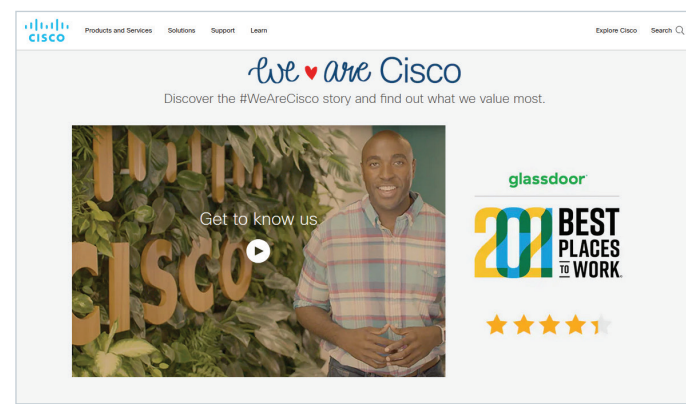 CISCO
Products and Services Solutions Support Learn
Explore Cisco Search
We are Cisco
Discover the #WeAreCisco story and find out what we value most.
CISCO
Get to know us
glassdoor
2021 BEST
PLACES
TO WORK